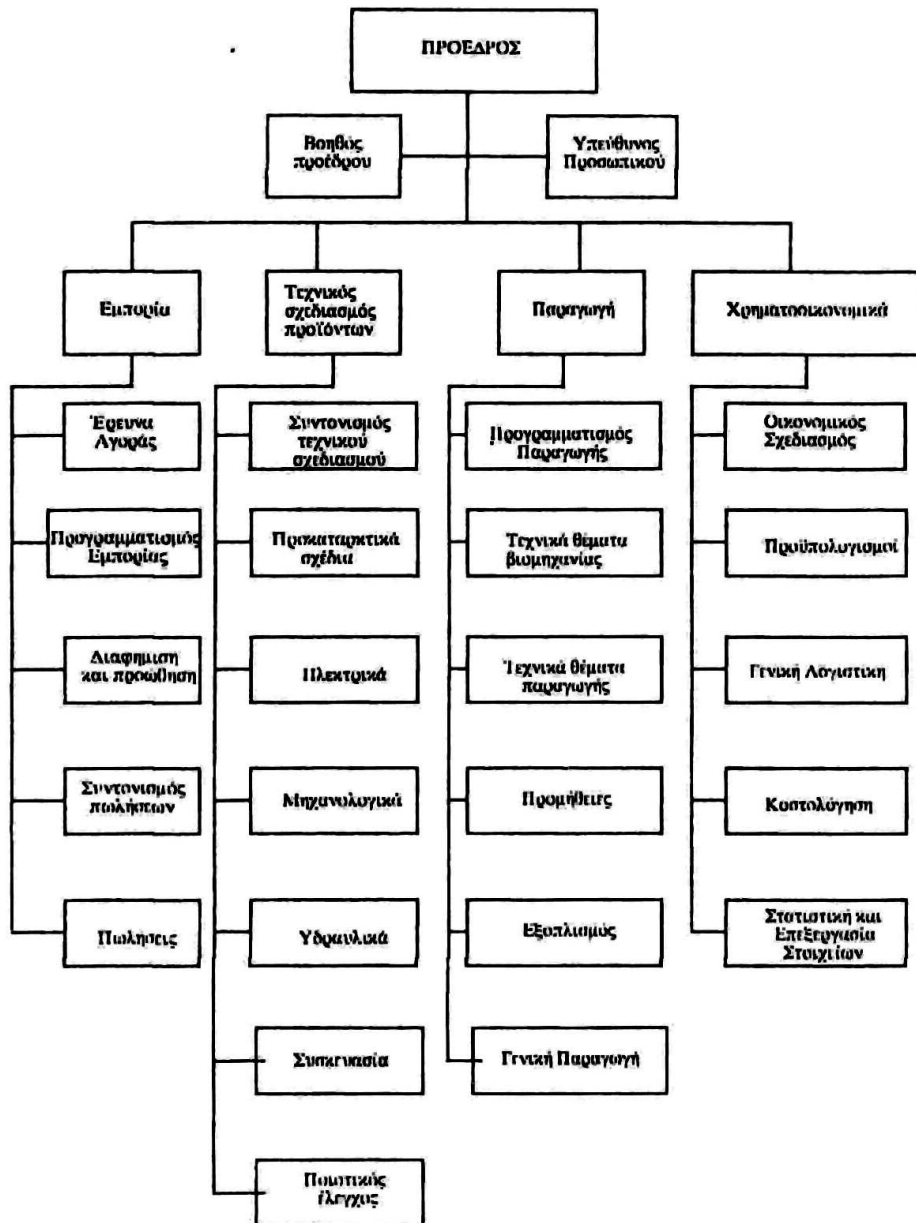 ΠΡΟΕΔΡΟΣ
Βοηθός
προέδρου
Υπεύθυνος
Προσωπικού
Εμπορία
Τεχνικός
σχεδιασμός
προϊόντων
Παραγωγή
Χρηματοοικονομικά
Έρευνα
Αγοράς
Προγραμματισμός
Εμπορίας
Διαφήμιση
και προώθηση
Συντονισμός
πωλήσεων
Πωλήσεις
Συντονισμός
τεχνικού
σχεδιασμού
Προκαταρκτικά
σχέδια
Ηλεκτρικά
Μηχανολογικά
Υδραυλικά
Συσκευασία
Ποιοτικός
έλεγχος
Προγραμματισμός
Παραγωγής
Τεχνικά θέματα
βιομηχανίας
Τεχνικά θέματα
παραγωγής
Προμήθειες
Εξοπλισμός
Γενική Παραγωγή
Οικονομικός
Σχεδιασμός
Προϋπολογισμοί
Γενική Λογιστικη
Κοστολόγηση
Στατιστική και
Επεξεργασία
Στοιχείων